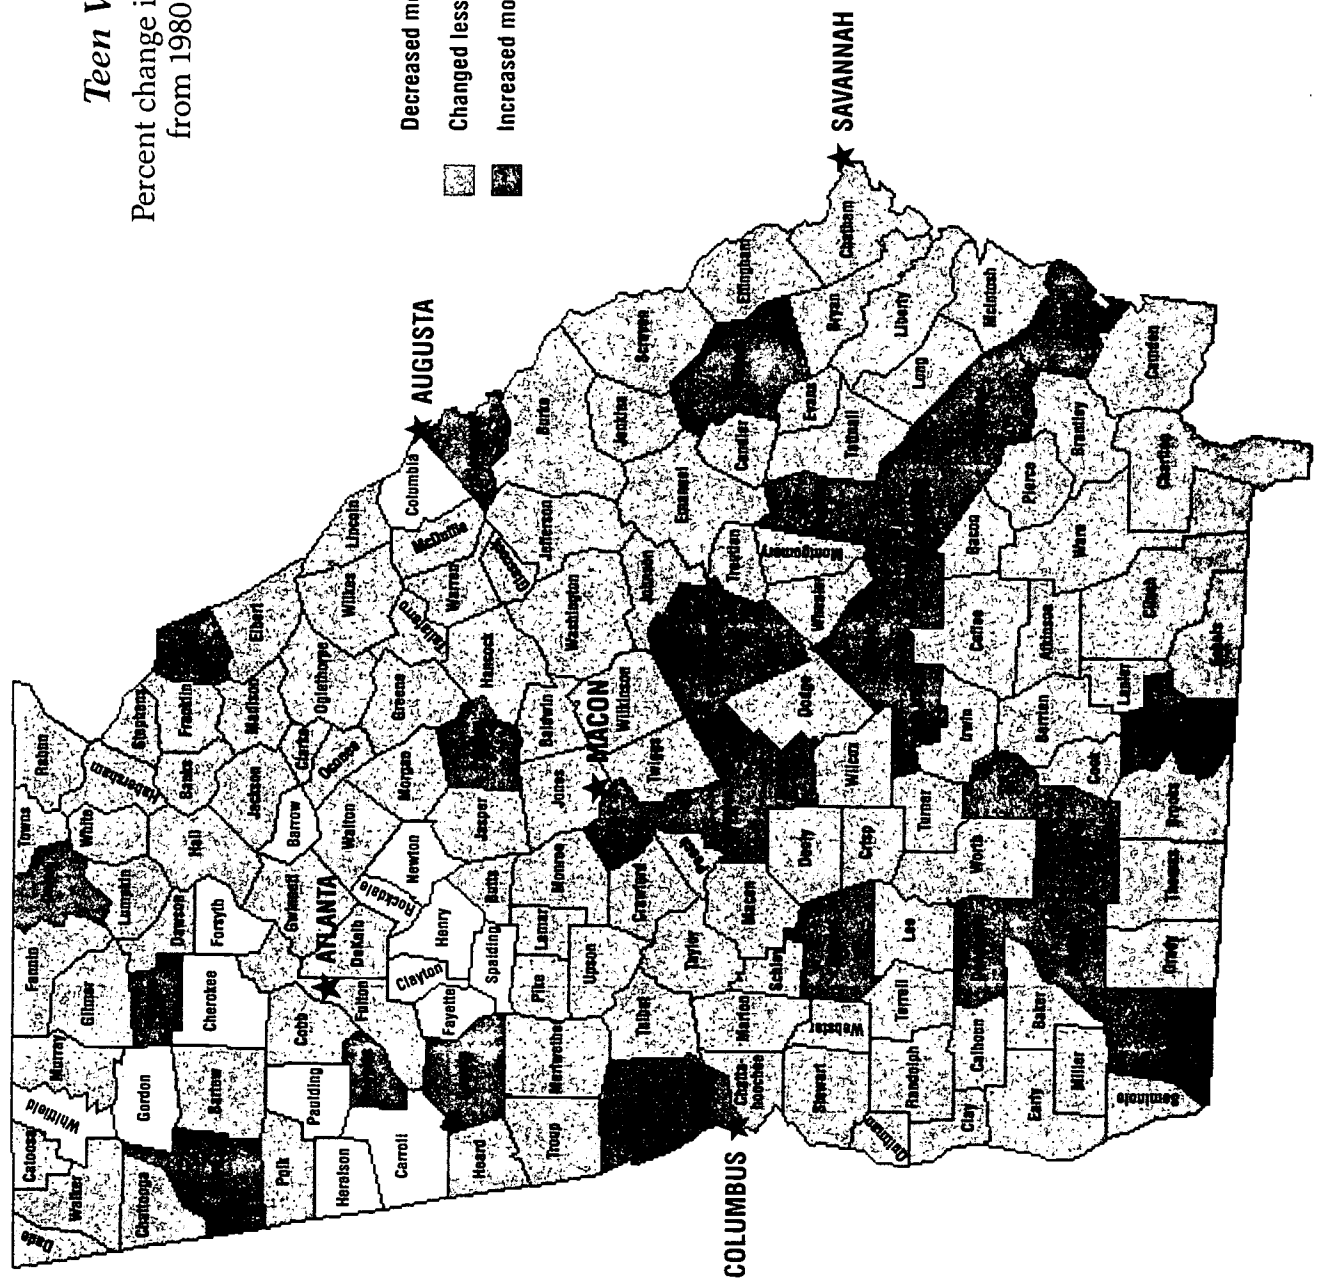 Teen V
Percent change i
from 1980
Decreased mo
Changed less
Increased mo
SAVANNAH
AUGUSTA
ATLANTA
MACON
COLUMBUS
Dade
Walker
Catoosa
Whitfield
Murray
Fannin
Gilmer
Towns
Rabun
White
Habersham
Lumpkin
Stephens
Chattooga
Gordon
Dawson
Hall
Banks
Franklin
Bartow
Cherokee
Forsyth
Jackson
Madison
Elbert
Polk
Paulding
Cobb
Gwinnett
Barrow
Clarke
Oconee
Oglethorpe
Wilkes
Lincoln
Haralson
Carroll
Fulton
DeKalb
Rockdale
Walton
Newton
Morgan
Greene
Taliaferro
McDuffie
Columbia
Warren
Heard
Fayette
Clayton
Henry
Spalding
Butts
Jasper
Hancock
Jefferson
Burke
Troup
Meriwether
Pike
Lamar
Monroe
Jones
Baldwin
Washington
Jenkins
Screven
Upson
Crawford
Twiggs
Wilkinson
Johnson
Emanuel
Talbot
Taylor
Macon
Candler
Effingham
Chatta-
hoochee
Marion
Schley
Dooly
Dodge
Treutlen
Montgomery
Wheeler
Tattnall
Evans
Bryan
Chatham
Stewart
Webster
Crisp
Wilcox
Liberty
Long
McIntosh
Quitman
Randolph
Terrell
Lee
Turner
Irwin
Coffee
Bacon
Pierce
Brantley
Clay
Calhoun
Worth
Early
Baker
Miller
Berrien
Cook
Atkinson
Lanier
Ware
Clinch
Charlton
Camden
Seminole
Grady
Thomas
Brooks
Echols